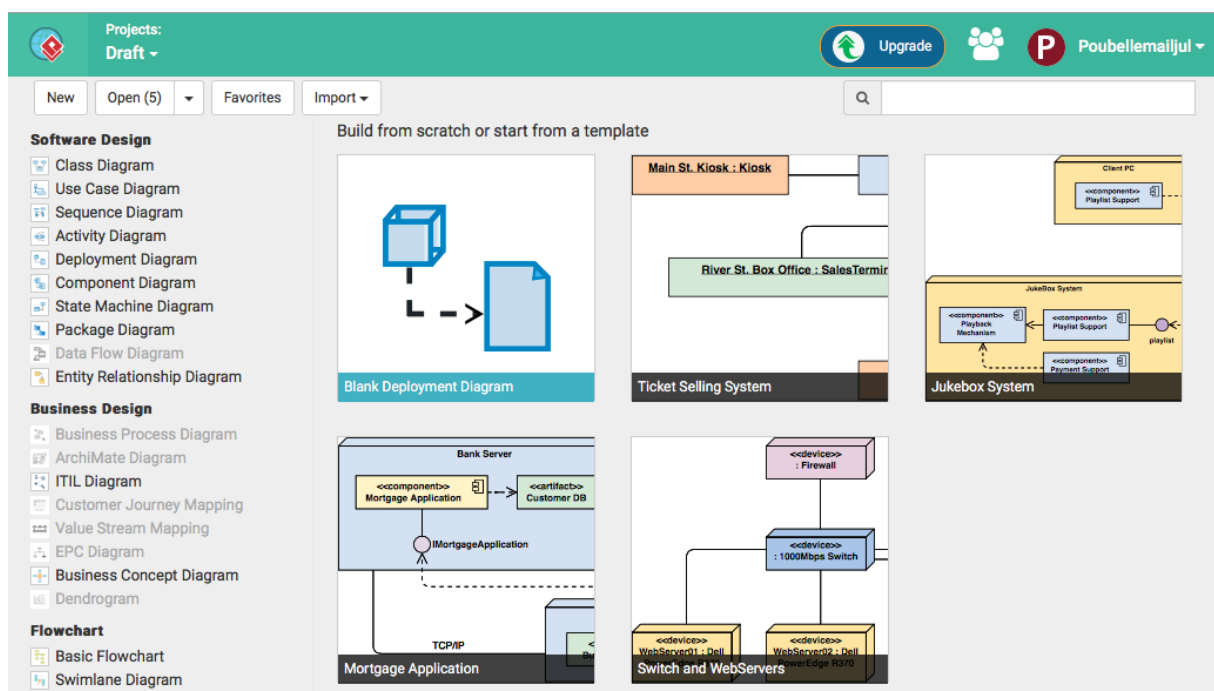 Projects:
Draft
Upgrade
P
Poubellemailjul
New
Open (5)
Favorites
Import
Software Design
Class Diagram
Use Case Diagram
Sequence Diagram
Activity Diagram
Deployment Diagram
Component Diagram
State Machine Diagram
Package Diagram
Data Flow Diagram
Entity Relationship Diagram
Business Design
Business Process Diagram
ArchiMate Diagram
ITIL Diagram
Customer Journey Mapping
Value Stream Mapping
EPC Diagram
Business Concept Diagram
Dendrogram
Flowchart
Basic Flowchart
Swimlane Diagram
Build from scratch or start from a template
Blank Deployment Diagram
Main St. Kiosk : Kiosk
River St. Box Office : SalesTermin
Ticket Selling System
Client PC
<<component>>
Playlist Support
JukeBox System
<<component>>
Playback
Mechanism
<<component>>
Playlist Support
playlist
<<component>>
Payment Support
Jukebox System
Bank Server
<<component>>
Mortgage Application
<<artifact>>
Customer DB
IMortgageApplication
TCP/IP
<
Bu
Mortgage Application
<<device>>
: Firewall
<<device>>
: 1000Mbps Switch
<<device>>
WebServer01 : Dell
PowerEdge R370
<<device>>
WebServer02 : Dell
PowerEdge R370
Switch and WebServers